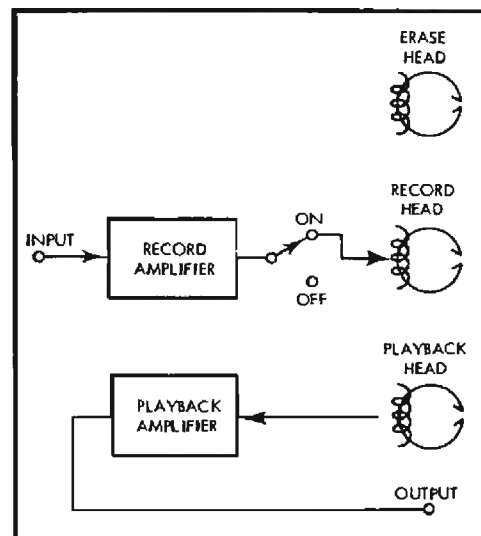 ERASE
HEAD
RECORD
HEAD
ON
INPUT
RECORD
AMPLIFIER
OFF
PLAYBACK
HEAD
PLAYBACK
AMPLIFIER
OUTPUT